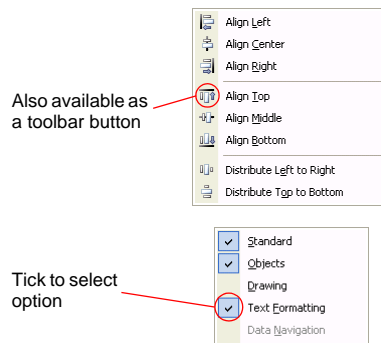 Align Left
Align Center
Align Right
Also available as
a toolbar button
Align Top
Align Middle
Align Bottom
Distribute Left to Right
Distribute Top to Bottom
Tick to select
option
Standard
Objects
Drawing
Text Formatting
Data Navigation